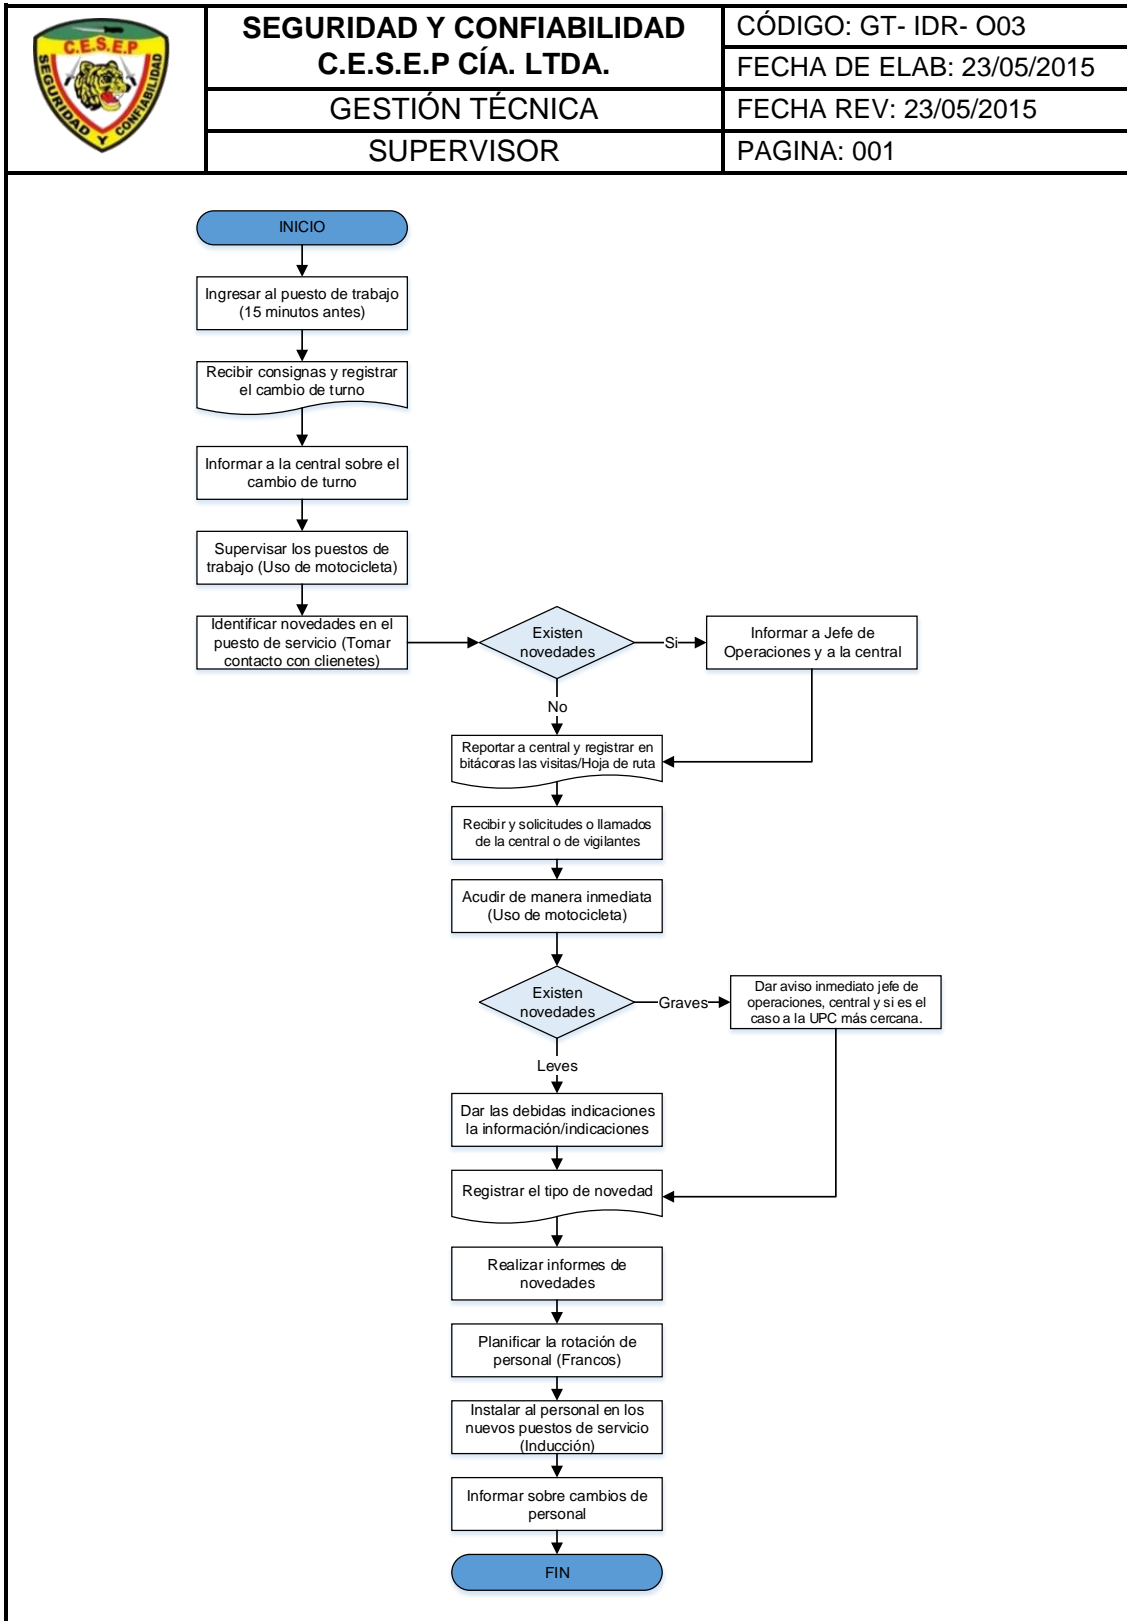 C.E.S.E.P
SEGURIDAD Y CONFIABILIDAD
SEGURIDAD Y CONFIABILIDAD
C.E.S.E.P CÍA. LTDA.
GESTIÓN TÉCNICA
SUPERVISOR
CÓDIGO: GT- IDR- O03
FECHA DE ELAB: 23/05/2015
FECHA REV: 23/05/2015
PAGINA: 001
INICIO
Ingresar al puesto de trabajo
(15 minutos antes)
Recibir consignas y registrar
el cambio de turno
Informar a la central sobre el
cambio de turno
Supervisar los puestos de
trabajo (Uso de motocicleta)
Identificar novedades en el
puesto de servicio (Tomar
contacto con clienetes)
Existen
novedades
Si
Informar a Jefe de
Operaciones y a la central
No
Reportar a central y registrar en
bitácoras las visitas/Hoja de ruta
Recibir y solicitudes o llamados
de la central o de vigilantes
Acudir de manera inmediata
(Uso de motocicleta)
Existen
novedades
Graves
Dar aviso inmediato jefe de
operaciones, central y si es el
caso a la UPC más cercana.
Leves
Dar las debidas indicaciones
la información/indicaciones
Registrar el tipo de novedad
Realizar informes de
novedades
Planificar la rotación de
personal (Francos)
Instalar al personal en los
nuevos puestos de servicio
(Inducción)
Informar sobre cambios de
personal
FIN